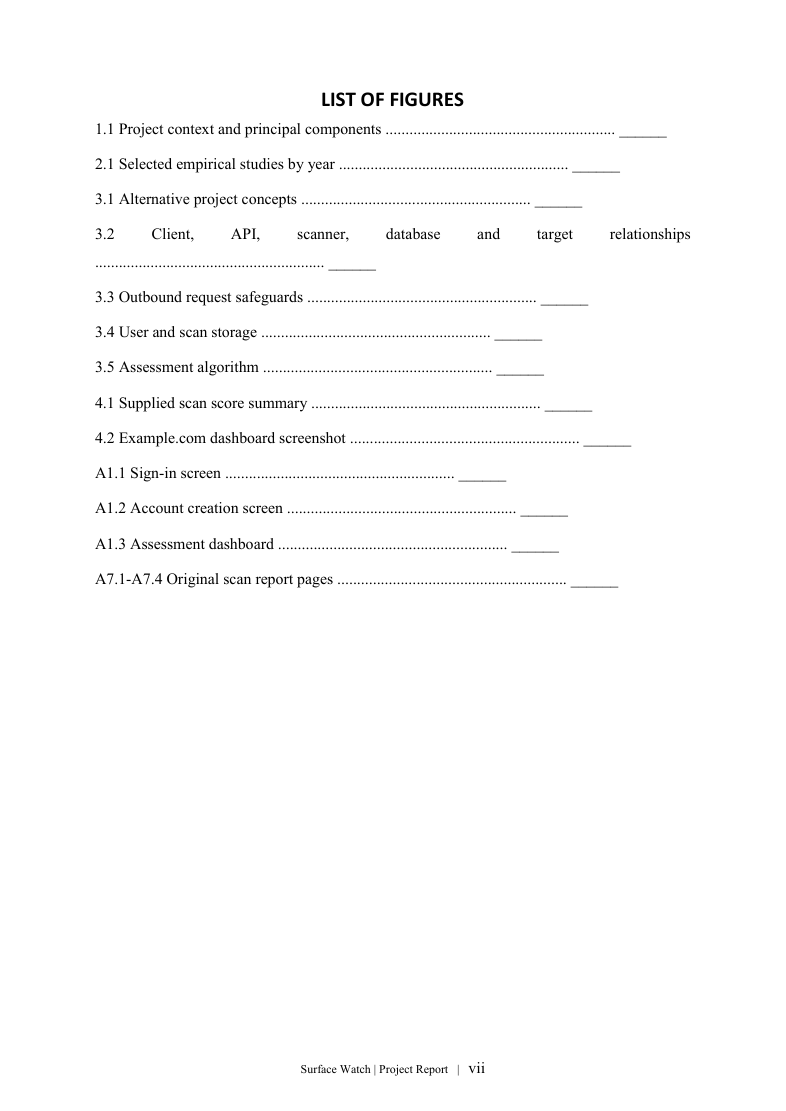 LIST OF FIGURES
1.1 Project context and principal components .......................................................... ______
2.1 Selected empirical studies by year .......................................................... ______
3.1 Alternative project concepts .......................................................... ______
3.2 Client, API, scanner, database and target relationships
.......................................................... ______
3.3 Outbound request safeguards .......................................................... ______
3.4 User and scan storage .......................................................... ______
3.5 Assessment algorithm .......................................................... ______
4.1 Supplied scan score summary .......................................................... ______
4.2 Example.com dashboard screenshot .......................................................... ______
A1.1 Sign-in screen .......................................................... ______
A1.2 Account creation screen .......................................................... ______
A1.3 Assessment dashboard .......................................................... ______
A7.1-A7.4 Original scan report pages .......................................................... ______
Surface Watch | Project Report | vii